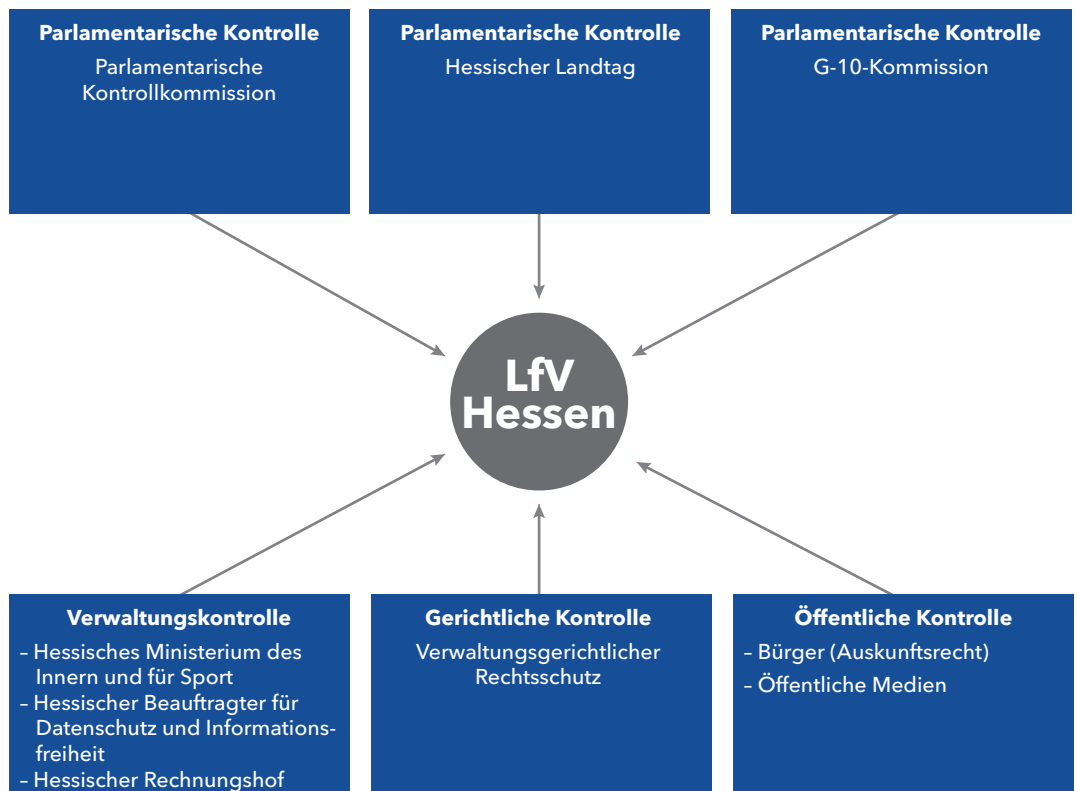 Parlamentarische Kontrolle
Parlamentarische
Kontrollkommission
Parlamentarische Kontrolle
Hessischer Landtag
Parlamentarische Kontrolle
G-10-Kommission
LfV
Hessen
Verwaltungskontrolle
– Hessisches Ministerium des
Innern und für Sport
– Hessischer Beauftragter für
Datenschutz und Informations-
freiheit
– Hessischer Rechnungshof
Gerichtliche Kontrolle
Verwaltungsgerichtlicher
Rechtsschutz
Öffentliche Kontrolle
– Bürger (Auskunftsrecht)
– Öffentliche Medien